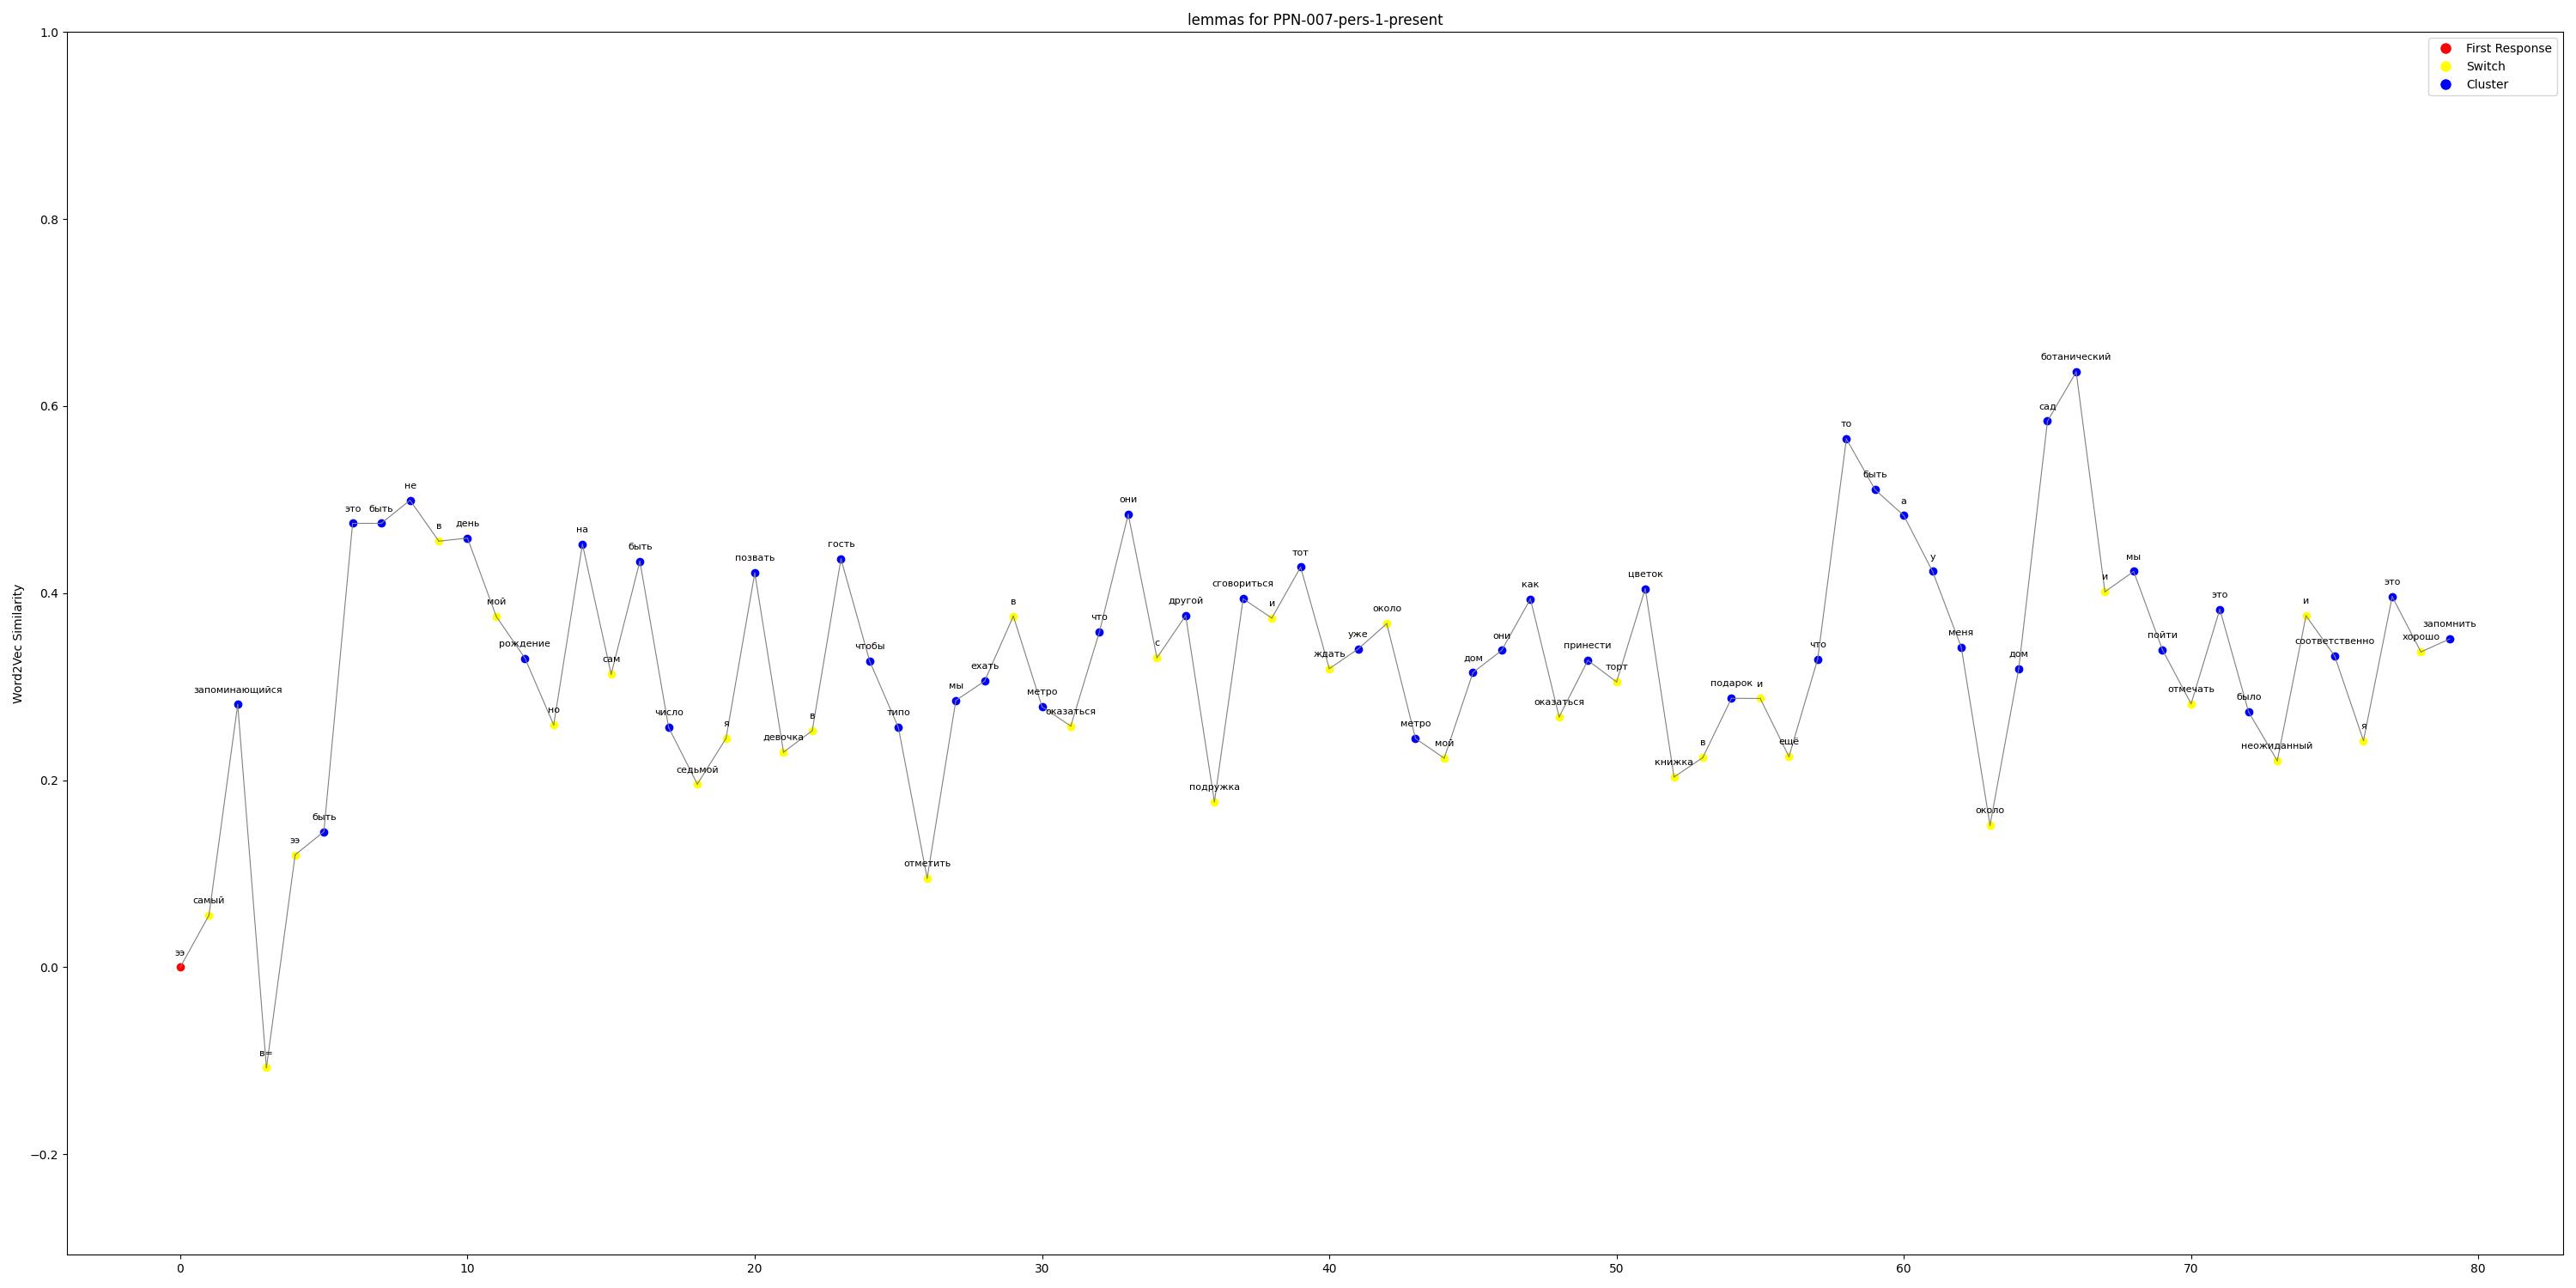 lemmas for PPN-007-pers-1-present
First Response
Switch
Cluster
Word2Vec Similarity
1.0
0.8
0.6
0.4
0.2
0.0
−0.2
ээ
самый
запоминающийся
в=
ээ
быть
это
быть
не
в
день
мой
рождение
но
на
сам
быть
число
седьмой
я
позвать
девочка
в
гость
чтобы
типо
отметить
мы
ехать
в
метро
оказаться
что
они
с
другой
подружка
сговориться
и
тот
ждать
уже
около
метро
мой
дом
они
как
оказаться
принести
торт
цветок
книжка
в
подарок
и
ещё
что
то
быть
а
у
меня
около
дом
сад
ботанический
и
мы
пойти
отмечать
это
было
неожиданный
и
соответственно
я
это
хорошо
запомнить
0 10 20 30 40 50 60 70 80